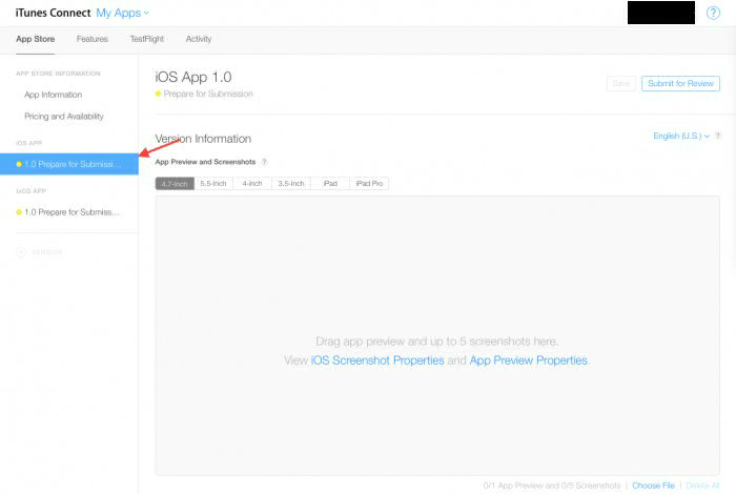 iTunes Connect My Apps
?
App Store Features TestFlight Activity
APP STORE INFORMATION
App Information
Pricing and Availability
iOS APP
1.0 Prepare for Submissi...
tvOS APP
1.0 Prepare for Submiss...
+ VERSION
iOS App 1.0
Prepare for Submission
Save Submit for Review
Version Information
English (U.S.) ?
App Preview and Screenshots ?
4.7-Inch 5.5-Inch 4-Inch 3.5-Inch iPad iPad Pro
Drag app preview and up to 5 screenshots here.
View iOS Screenshot Properties and App Preview Properties.
0/1 App Preview and 0/5 Screenshots | Choose File | Delete All